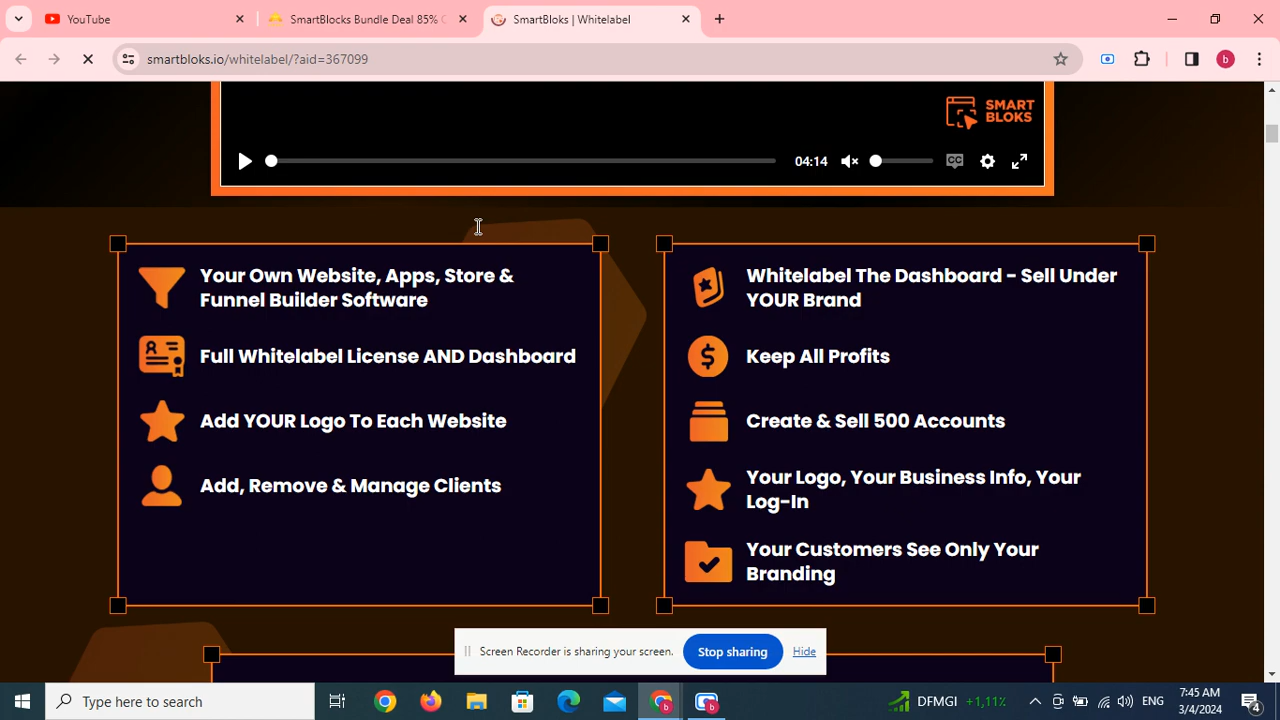 YouTube
SmartBlocks Bundle Deal 85%
SmartBloks | Whitelabel
smartbloks.io/whitelabel/?aid=367099
b
SMART
BLOKS
04:14
CC
Your Own Website, Apps, Store &
Funnel Builder Software
Full Whitelabel License AND Dashboard
Add YOUR Logo To Each Website
Add, Remove & Manage Clients
Whitelabel The Dashboard - Sell Under
YOUR Brand
Keep All Profits
Create & Sell 500 Accounts
Your Logo, Your Business Info, Your
Log-In
Your Customers See Only Your
Branding
Screen Recorder is sharing your screen.
Stop sharing
Hide
Type here to search
DFMGI +1,11%
ENG
7:45 AM
3/4/2024
4